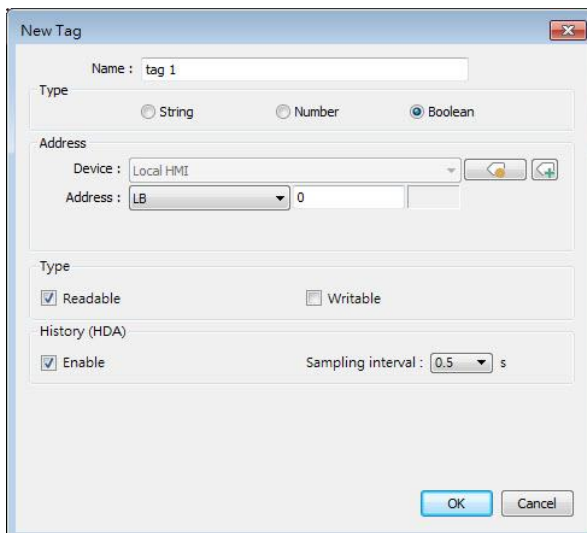 New Tag
Name : tag 1
Type
String Number Boolean
Address
Device : Local HMI
Address : LB 0
Type
Readable Writable
History (HDA)
Enable Sampling interval : 0.5 s
OK Cancel